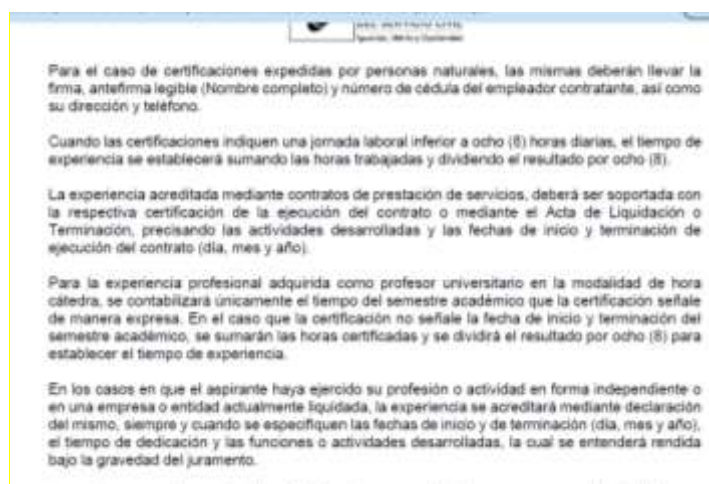 DEL SERVICIO CIVIL
Igualdad, Mérito y Oportunidad
Para el caso de certificaciones expedidas por personas naturales, las mismas deberán llevar la
firma, antefirma legible (Nombre completo) y número de cédula del empleador contratante, así como
su dirección y teléfono.
Cuando las certificaciones indiquen una jornada laboral inferior a ocho (8) horas diarias, el tiempo de
experiencia se establecerá sumando las horas trabajadas y dividiendo el resultado por ocho (8).
La experiencia acreditada mediante contratos de prestación de servicios, deberá ser soportada con
la respectiva certificación de la ejecución del contrato o mediante el Acta de Liquidación o
Terminación, precisando las actividades desarrolladas y las fechas de inicio y terminación de
ejecución del contrato (día, mes y año).
Para la experiencia profesional adquirida como profesor universitario en la modalidad de hora
cátedra, se contabilizará únicamente el tiempo del semestre académico que la certificación señale
de manera expresa. En el caso que la certificación no señale la fecha de inicio y terminación del
semestre académico, se sumarán las horas certificadas y se dividirá el resultado por ocho (8) para
establecer el tiempo de experiencia.
En los casos en que el aspirante haya ejercido su profesión o actividad en forma independiente o
en una empresa o entidad actualmente liquidada, la experiencia se acreditará mediante declaración
del mismo, siempre y cuando se especifiquen las fechas de inicio y de terminación (día, mes y año),
el tiempo de dedicación y las funciones o actividades desarrolladas, la cual se entenderá rendida
bajo la gravedad del juramento.